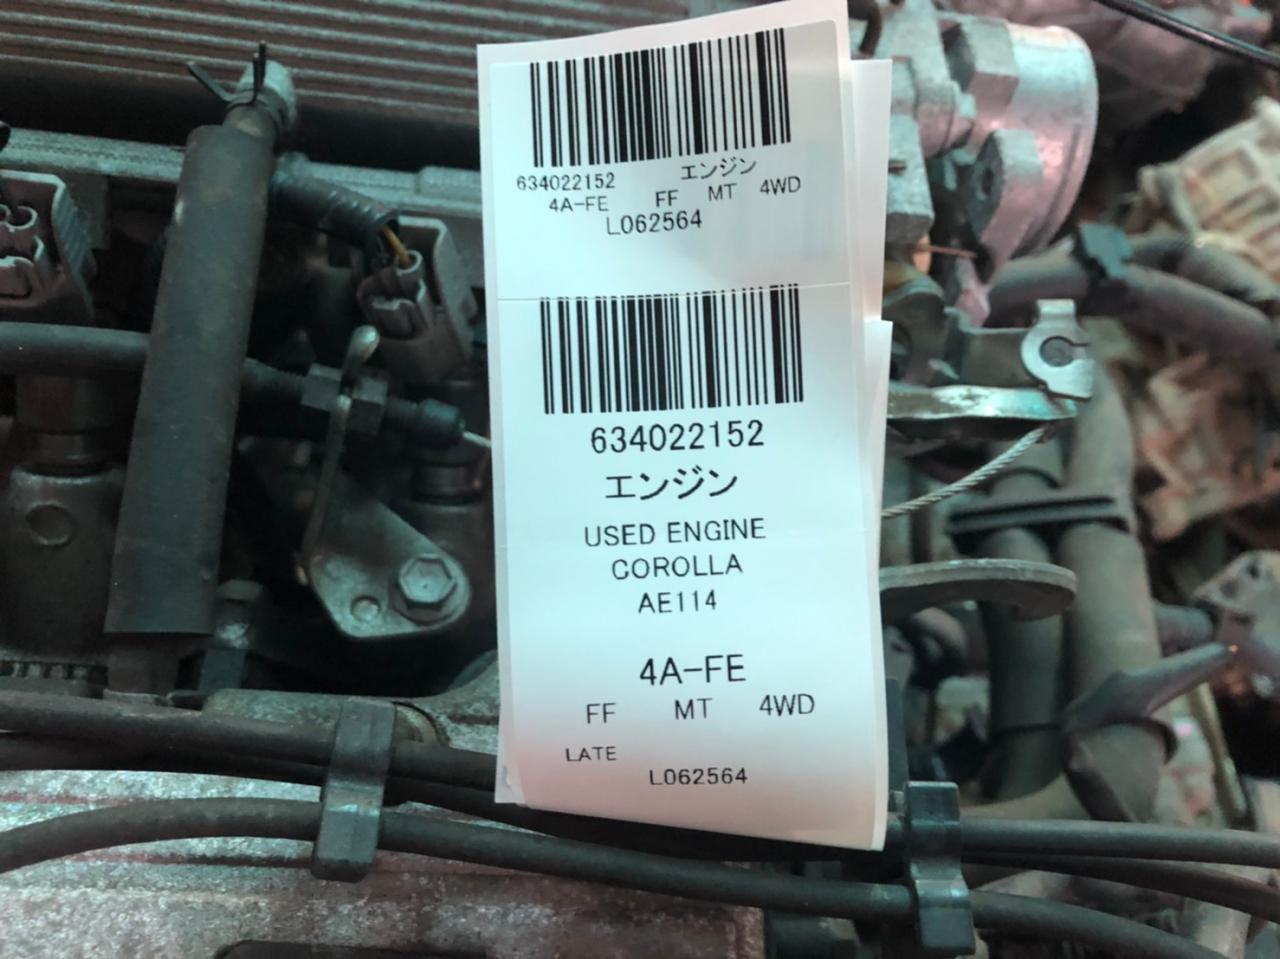 634022152 エンジン
4A-FE FF MT 4WD
L062564
634022152
エンジン
USED ENGINE
COROLLA
AE114
4A-FE
FF MT 4WD
LATE
L062564